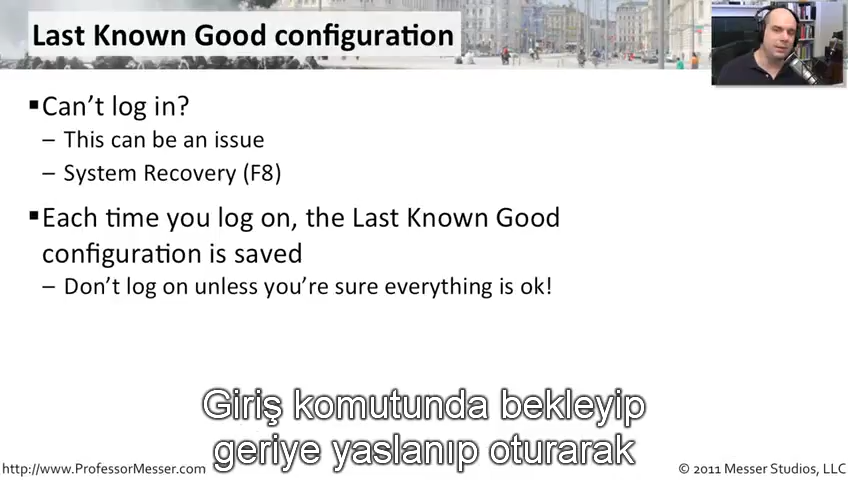 Last Known Good configuration
▪Can't log in?
– This can be an issue
– System Recovery (F8)
▪Each time you log on, the Last Known Good
configuration is saved
– Don't log on unless you're sure everything is ok!
Giriş komutunda bekleyip
geriye yaslanıp oturarak
http://www.ProfessorMesser.com
© 2011 Messer Studios, LLC